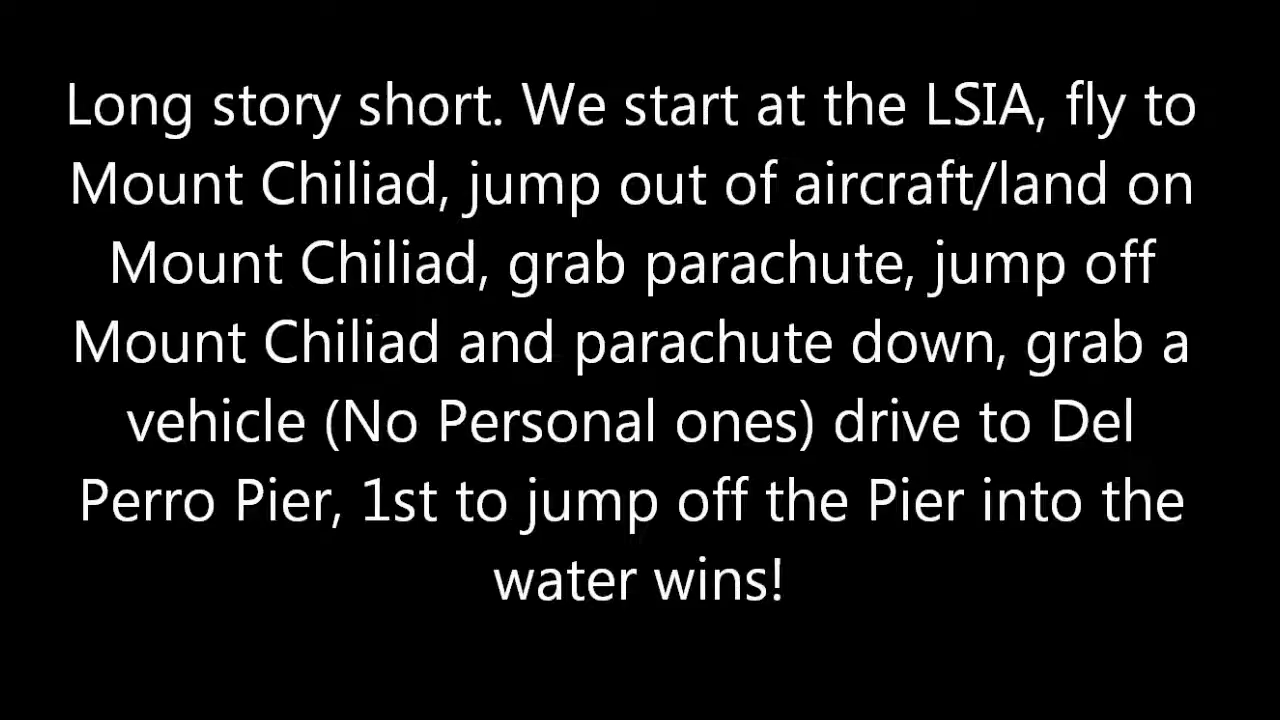 Long story short. We start at the LSIA, fly to
Mount Chiliad, jump out of aircraft/land on
Mount Chiliad, grab parachute, jump off
Mount Chiliad and parachute down, grab a
vehicle (No Personal ones) drive to Del
Perro Pier, 1st to jump off the Pier into the
water wins!